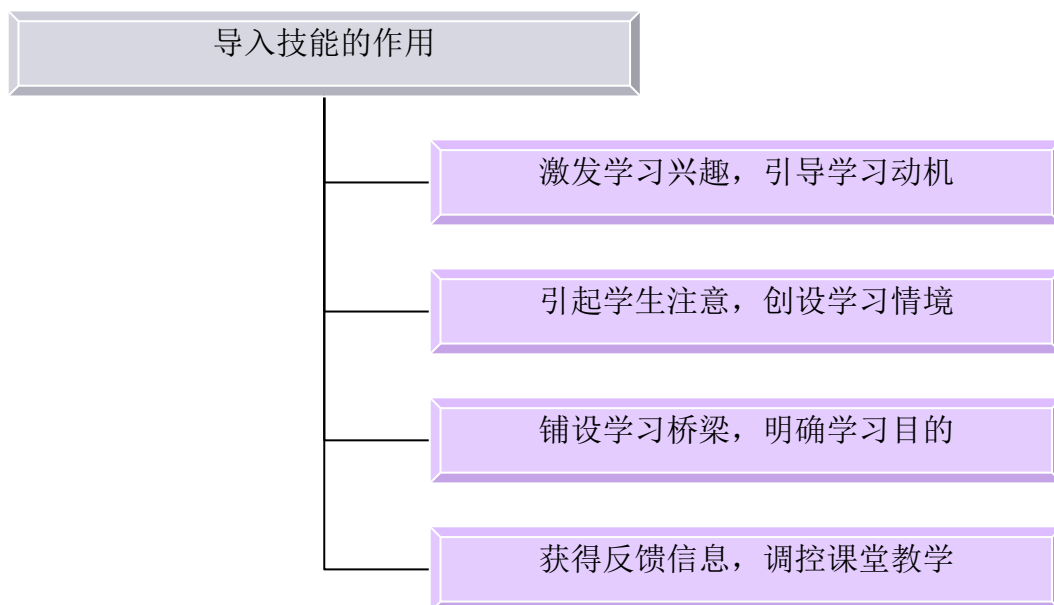 导入技能的作用
激发学习兴趣，引导学习动机
引起学生注意，创设学习情境
铺设学习桥梁，明确学习目的
获得反馈信息，调控课堂教学